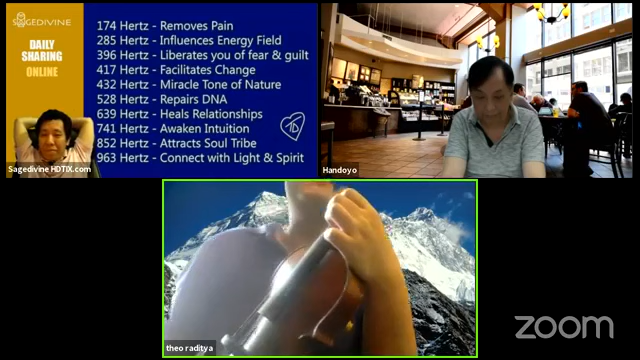 SAGEDIVINE
DAILY
SHARING
ONLINE
174 Hertz - Removes Pain
285 Hertz - Influences Energy Field
396 Hertz - Liberates you of fear & guilt
417 Hertz - Facilitates Change
432 Hertz - Miracle Tone of Nature
528 Hertz - Repairs DNA
639 Hertz - Heals Relationships
741 Hertz - Awaken Intuition
852 Hertz - Attracts Soul Tribe
963 Hertz - Connect with Light & Spirit
Sagedivine HDTIX.com
Handoyo
theo raditya
zoom